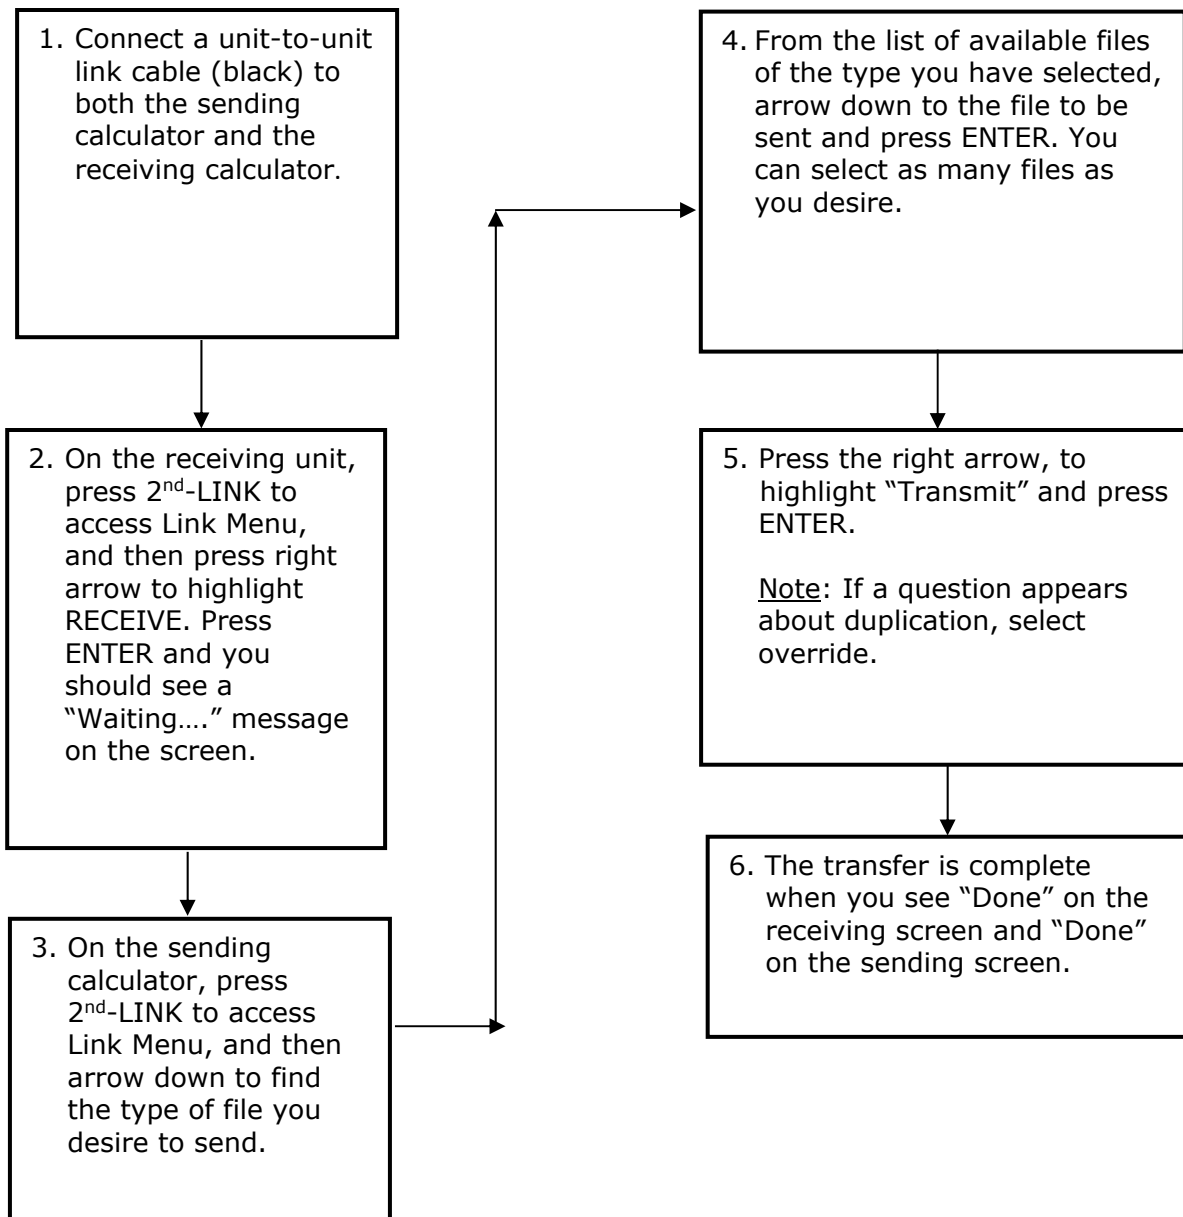 1. Connect a unit-to-unit
link cable (black) to
both the sending
calculator and the
receiving calculator.
2. On the receiving unit,
press 2nd-LINK to
access Link Menu,
and then press right
arrow to highlight
RECEIVE. Press
ENTER and you
should see a
“Waiting….” message
on the screen.
3. On the sending
calculator, press
2nd-LINK to access
Link Menu, and then
arrow down to find
the type of file you
desire to send.
4. From the list of available files
of the type you have selected,
arrow down to the file to be
sent and press ENTER. You
can select as many files as
you desire.
5. Press the right arrow, to
highlight “Transmit” and press
ENTER.
Note: If a question appears
about duplication, select
override.
6. The transfer is complete
when you see “Done” on the
receiving screen and “Done”
on the sending screen.